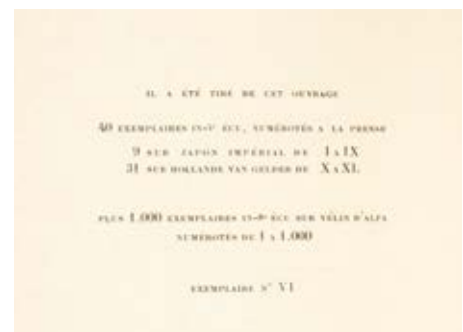 IL A ÉTÉ TIRÉ DE CET OUVRAGE
40 EXEMPLAIRES IN-4° ÉCU, NUMÉROTÉS A LA PRESSE
9 SUR JAPON IMPÉRIAL DE I A IX
31 SUR HOLLANDE VAN GELDER DE X A XL
PLUS 1.000 EXEMPLAIRES IN-8° ÉCU SUR VÉLIN D'ALFA
NUMÉROTÉS DE 1 A 1.000
EXEMPLAIRE N° VI